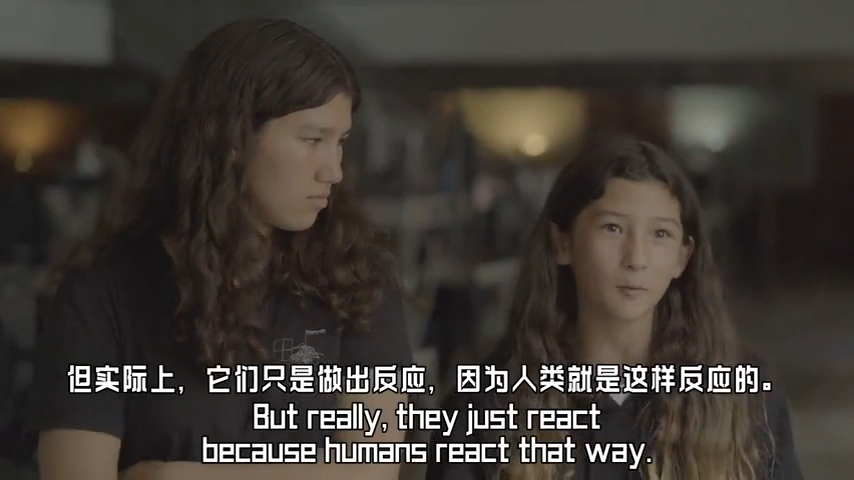 但实际上，它们只是做出反应，因为人类就是这样反应的。
But really, they just react
because humans react that way.